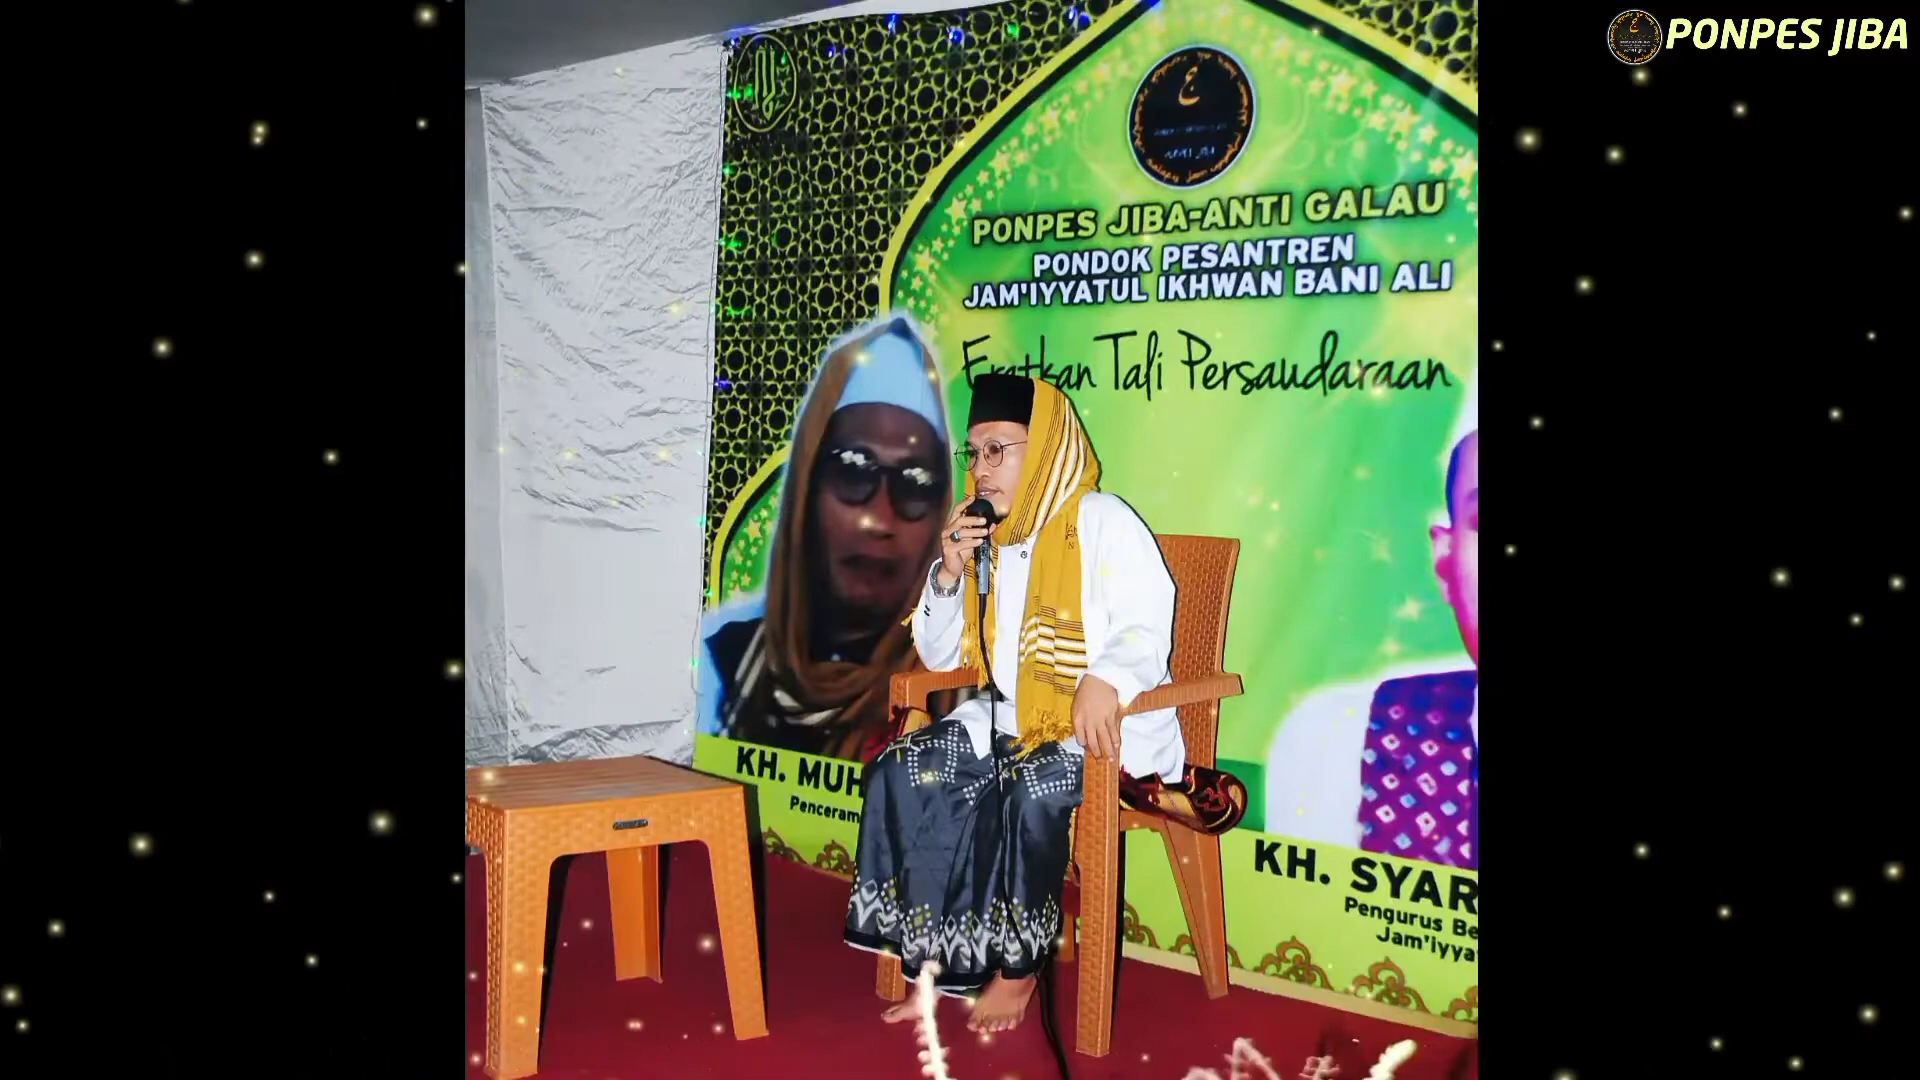 PONPES JIBA
PONPES JIBA-ANTI GALAU
PONDOK PESANTREN
JAM'IYYATUL IKHWAN BANI ALI
Eratkan Tali Persaudaraan
KH. MUH
Penceram
KH. SYAR
Pengurus Be
Jam'iyya